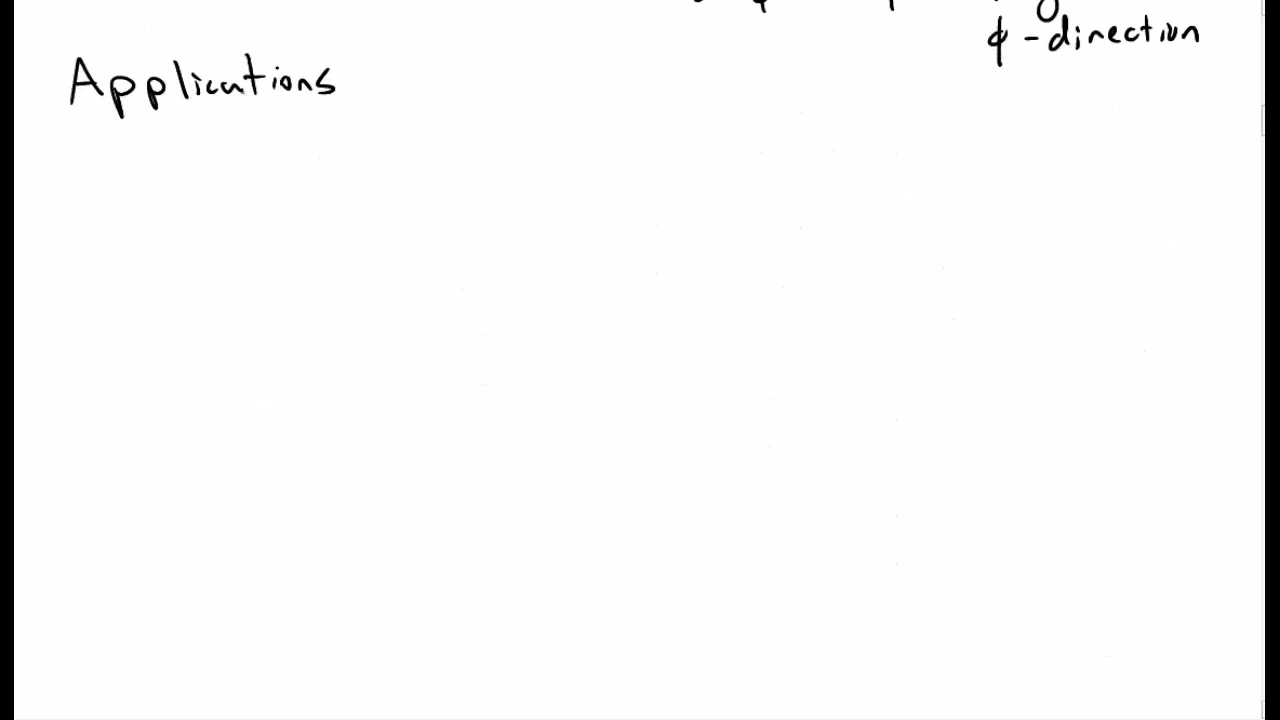 ϕ - direction
Applications